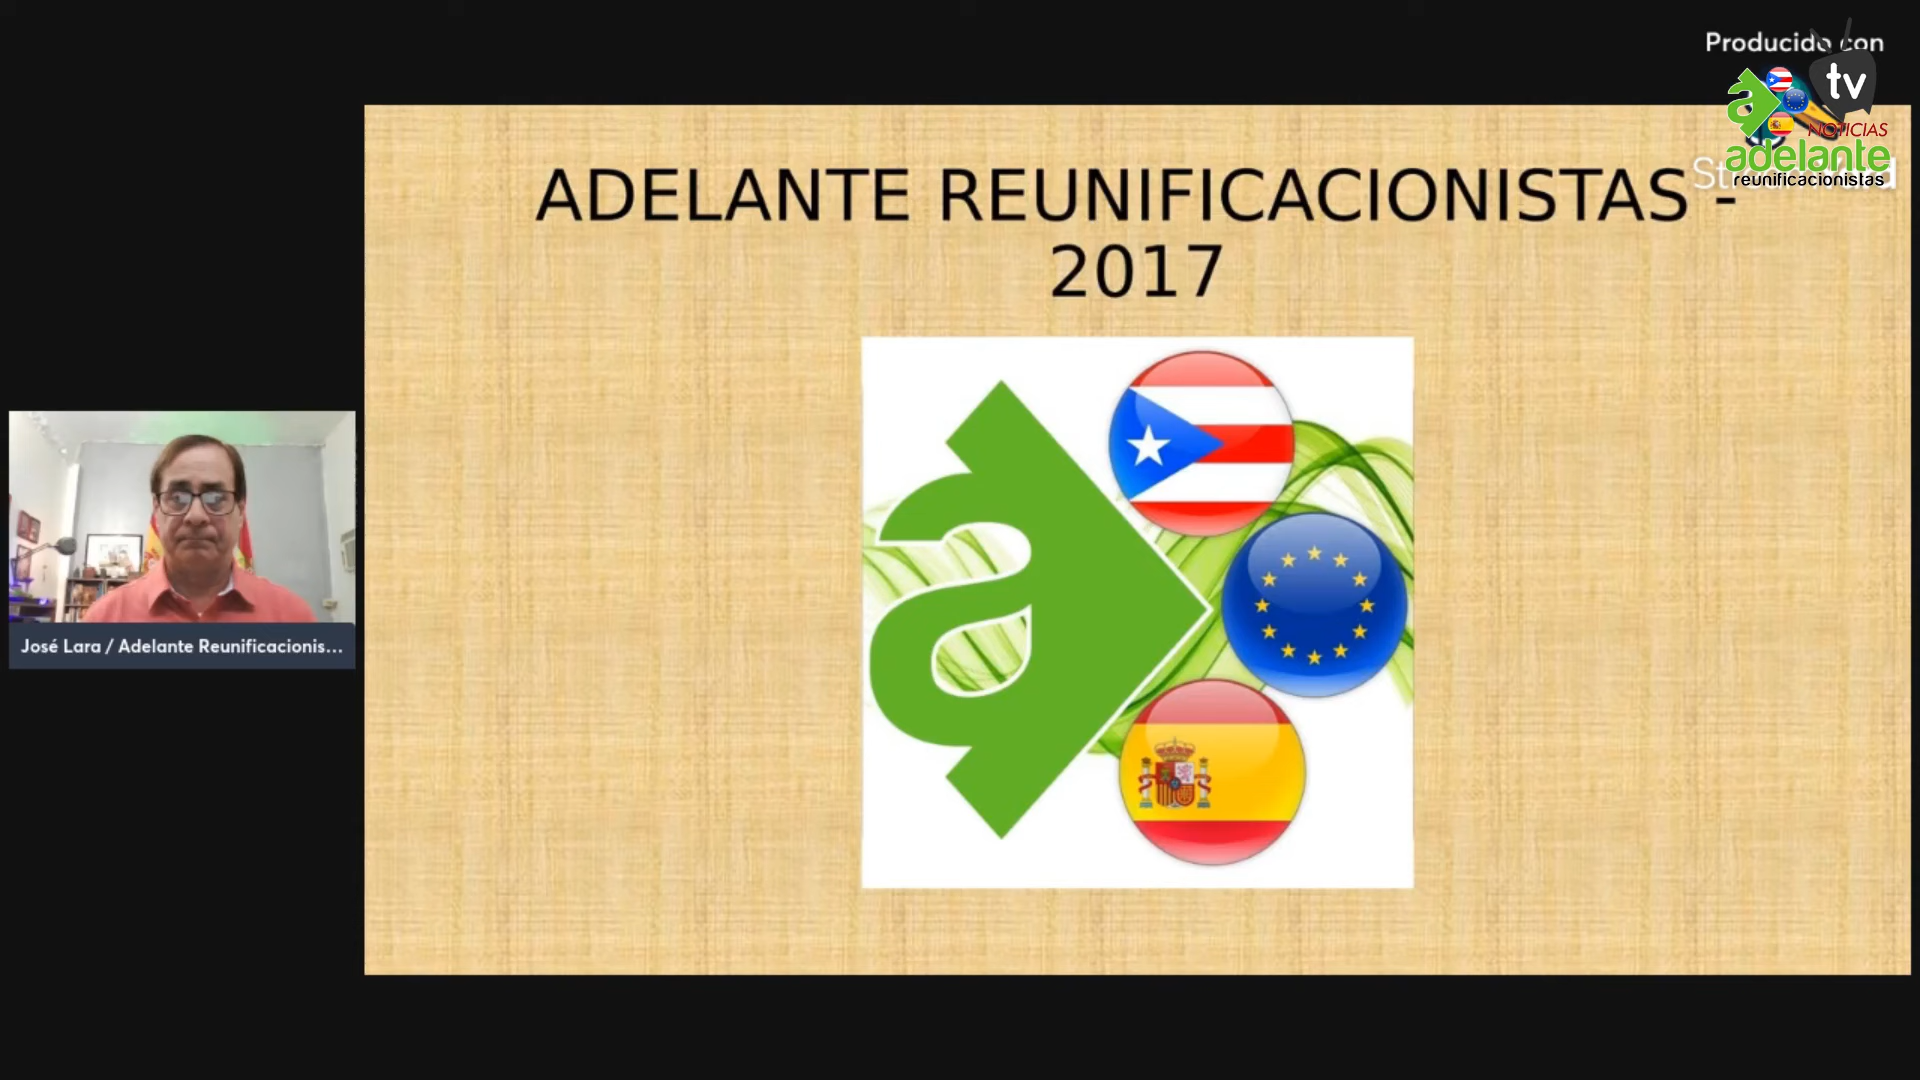 Producido con
tv
a
NOTICIAS
adelante
reunificacionistas
ADELANTE REUNIFICACIONISTAS -
2017
a
José Lara / Adelante Reunificacionis...